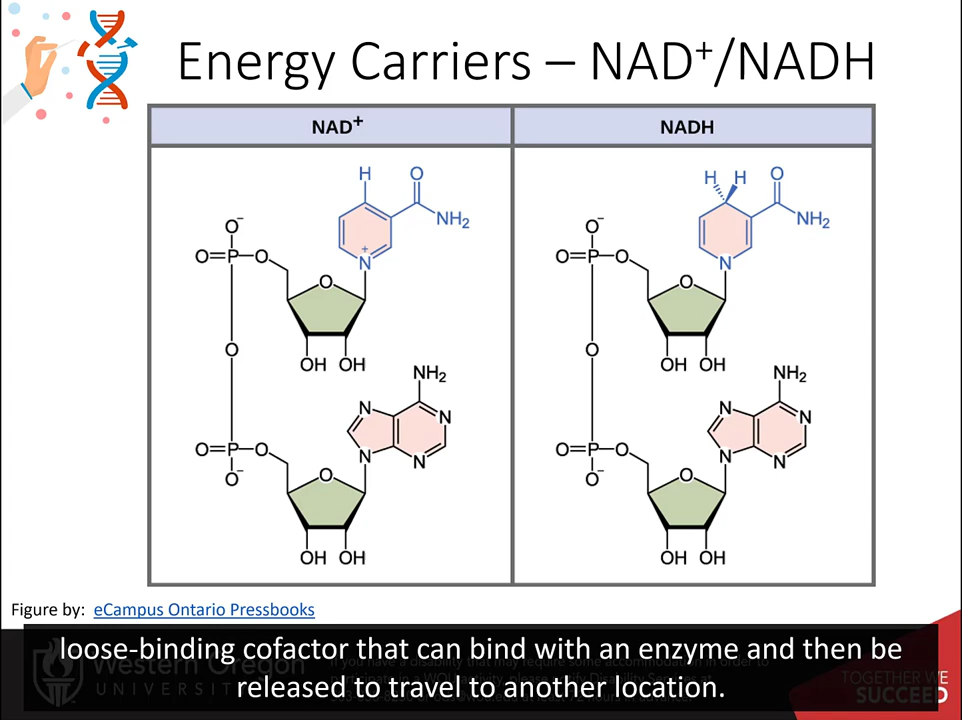 Energy Carriers – NAD⁺/NADH
NAD⁺
NADH
H
O
NH₂
O⁻
O=P–O
N
+
O
O
OH OH
NH₂
N
N
O=P–O
N
N
O
O⁻
OH OH
H H
O
NH₂
O⁻
O=P–O
N
O
O
OH OH
NH₂
N
N
O=P–O
N
N
O
O⁻
OH OH
Figure by: eCampus Ontario Pressbooks
loose-binding cofactor that can bind with an enzyme and then be
released to travel to another location.
Western Oregon
UNIVERSITY
TOGETHER WE
SUCCEED